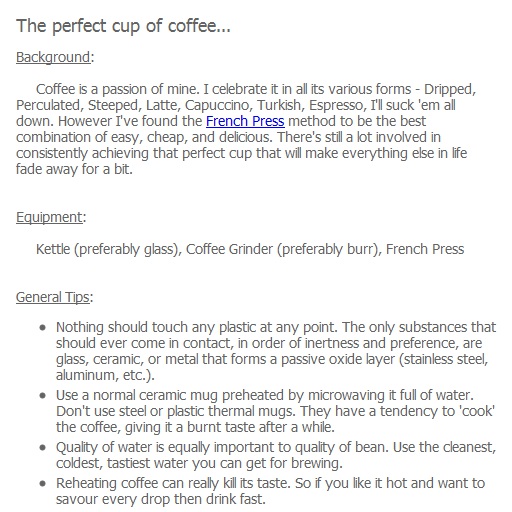 The perfect cup of coffee...
Background:
Coffee is a passion of mine. I celebrate it in all its various forms - Dripped,
Perculated, Steeped, Latte, Capuccino, Turkish, Espresso, I'll suck 'em all
down. However I've found the French Press method to be the best
combination of easy, cheap, and delicious. There's still a lot involved in
consistently achieving that perfect cup that will make everything else in life
fade away for a bit.
Equipment:
Kettle (preferably glass), Coffee Grinder (preferably burr), French Press
General Tips:
• Nothing should touch any plastic at any point. The only substances that
should ever come in contact, in order of inertness and preference, are
glass, ceramic, or metal that forms a passive oxide layer (stainless steel,
aluminum, etc.).
• Use a normal ceramic mug preheated by microwaving it full of water.
Don't use steel or plastic thermal mugs. They have a tendency to 'cook'
the coffee, giving it a burnt taste after a while.
• Quality of water is equally important to quality of bean. Use the cleanest,
coldest, tastiest water you can get for brewing.
• Reheating coffee can really kill its taste. So if you like it hot and want to
savour every drop then drink fast.